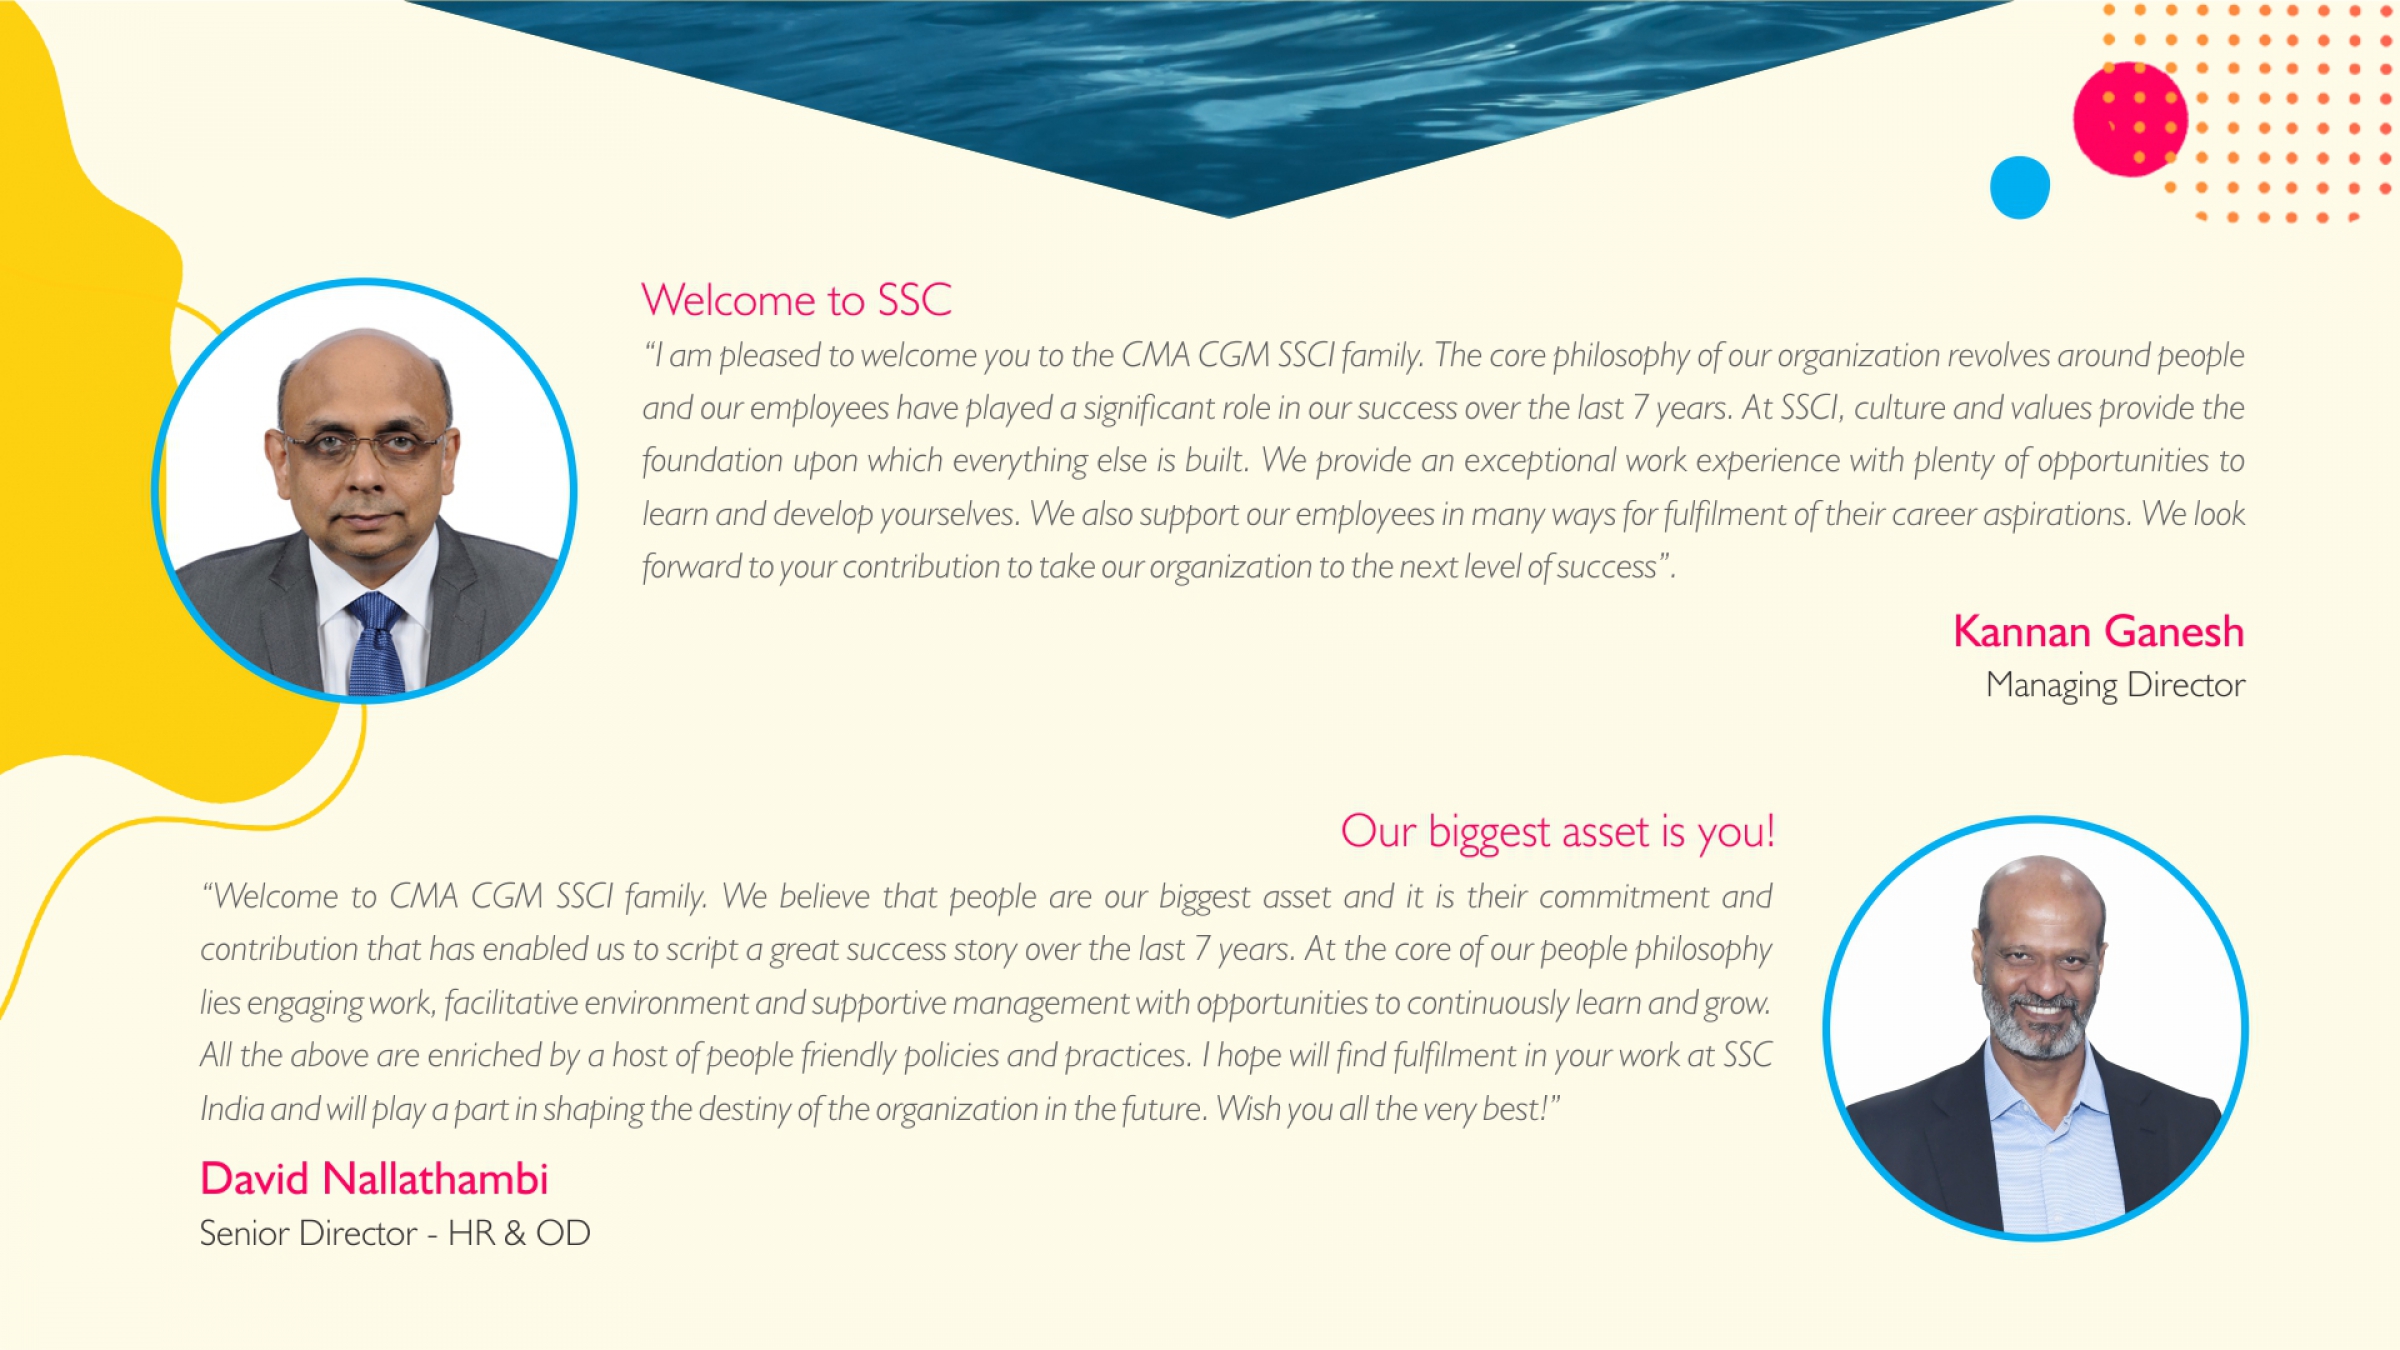 Welcome to SSC
“I am pleased to welcome you to the CMA CGM SSCI family. The core philosophy of our organization revolves around people
and our employees have played a significant role in our success over the last 7 years. At SSCI, culture and values provide the
foundation upon which everything else is built. We provide an exceptional work experience with plenty of opportunities to
learn and develop yourselves. We also support our employees in many ways for fulfilment of their career aspirations. We look
forward to your contribution to take our organization to the next level of success”.
Kannan Ganesh
Managing Director
Our biggest asset is you!
“Welcome to CMA CGM SSCI family. We believe that people are our biggest asset and it is their commitment and
contribution that has enabled us to script a great success story over the last 7 years. At the core of our people philosophy
lies engaging work, facilitative environment and supportive management with opportunities to continuously learn and grow.
All the above are enriched by a host of people friendly policies and practices. I hope will find fulfilment in your work at SSC
India and will play a part in shaping the destiny of the organization in the future. Wish you all the very best!”
David Nallathambi
Senior Director - HR & OD